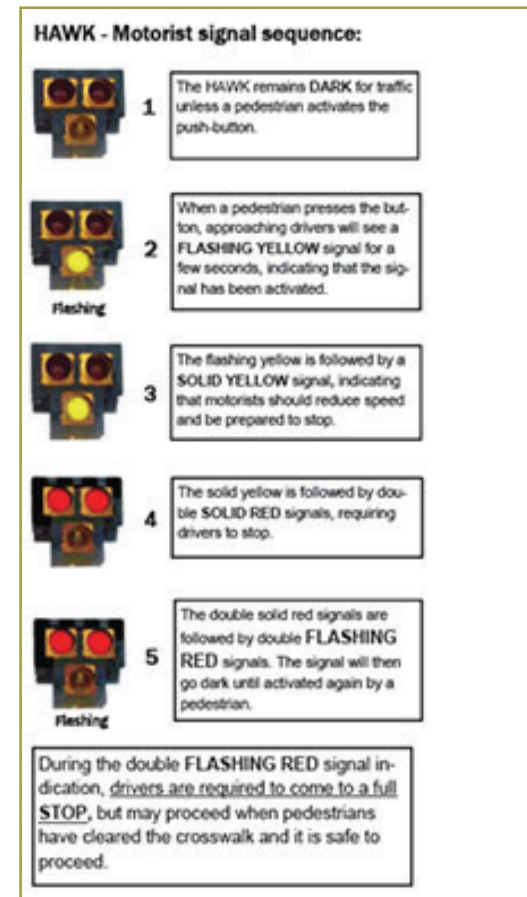 HAWK - Motorist signal sequence:
1
The HAWK remains DARK for traffic
unless a pedestrian activates the
push-button.
2
When a pedestrian presses the but-
ton, approaching drivers will see a
FLASHING YELLOW signal for a
few seconds, indicating that the sig-
nal has been activated.
Flashing
3
The flashing yellow is followed by a
SOLID YELLOW signal, indicating
that motorists should reduce speed
and be prepared to stop.
4
The solid yellow is followed by dou-
ble SOLID RED signals, requiring
drivers to stop.
5
The double solid red signals are
followed by double FLASHING
RED signals. The signal will then
go dark until activated again by a
pedestrian.
Flashing
During the double FLASHING RED signal in-
dication, drivers are required to come to a full
STOP, but may proceed when pedestrians
have cleared the crosswalk and it is safe to
proceed.